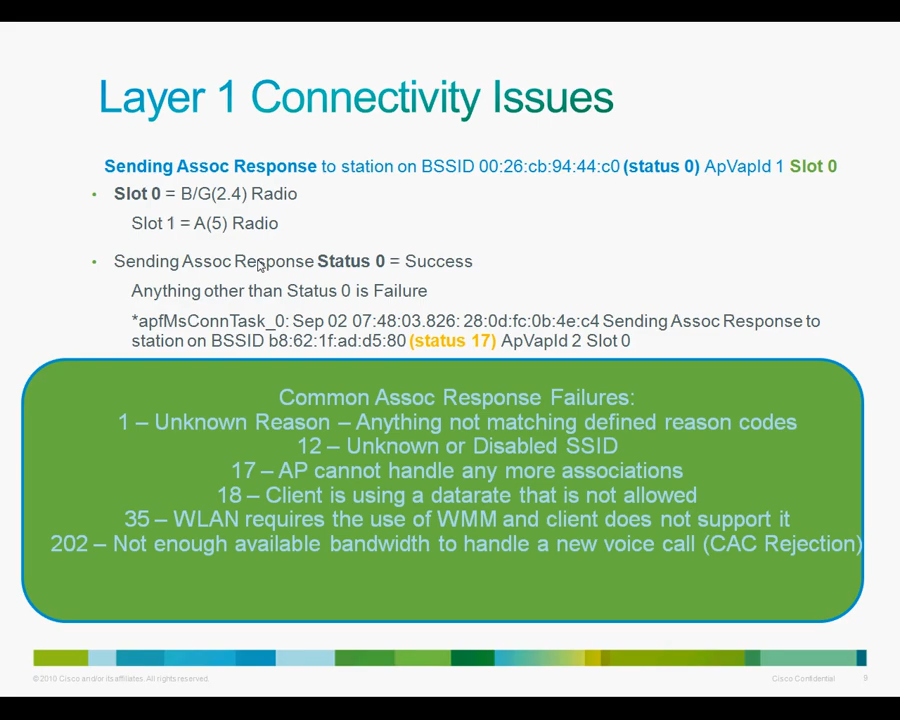 Layer 1 Connectivity Issues
Sending Assoc Response to station on BSSID 00:26:cb:94:44:c0 (status 0) ApVapId 1 Slot 0
• Slot 0 = B/G(2.4) Radio
Slot 1 = A(5) Radio
• Sending Assoc Response Status 0 = Success
Anything other than Status 0 is Failure
*apfMsConnTask_0: Sep 02 07:48:03.826: 28:0d:fc:0b:4e:c4 Sending Assoc Response to
station on BSSID b8:62:1f:ad:d5:80 (status 17) ApVapId 2 Slot 0
Common Assoc Response Failures:
1 – Unknown Reason – Anything not matching defined reason codes
12 – Unknown or Disabled SSID
17 – AP cannot handle any more associations
18 – Client is using a datarate that is not allowed
35 – WLAN requires the use of WMM and client does not support it
202 – Not enough available bandwidth to handle a new voice call (CAC Rejection)
© 2010 Cisco and/or its affiliates. All rights reserved. Cisco Confidential 9